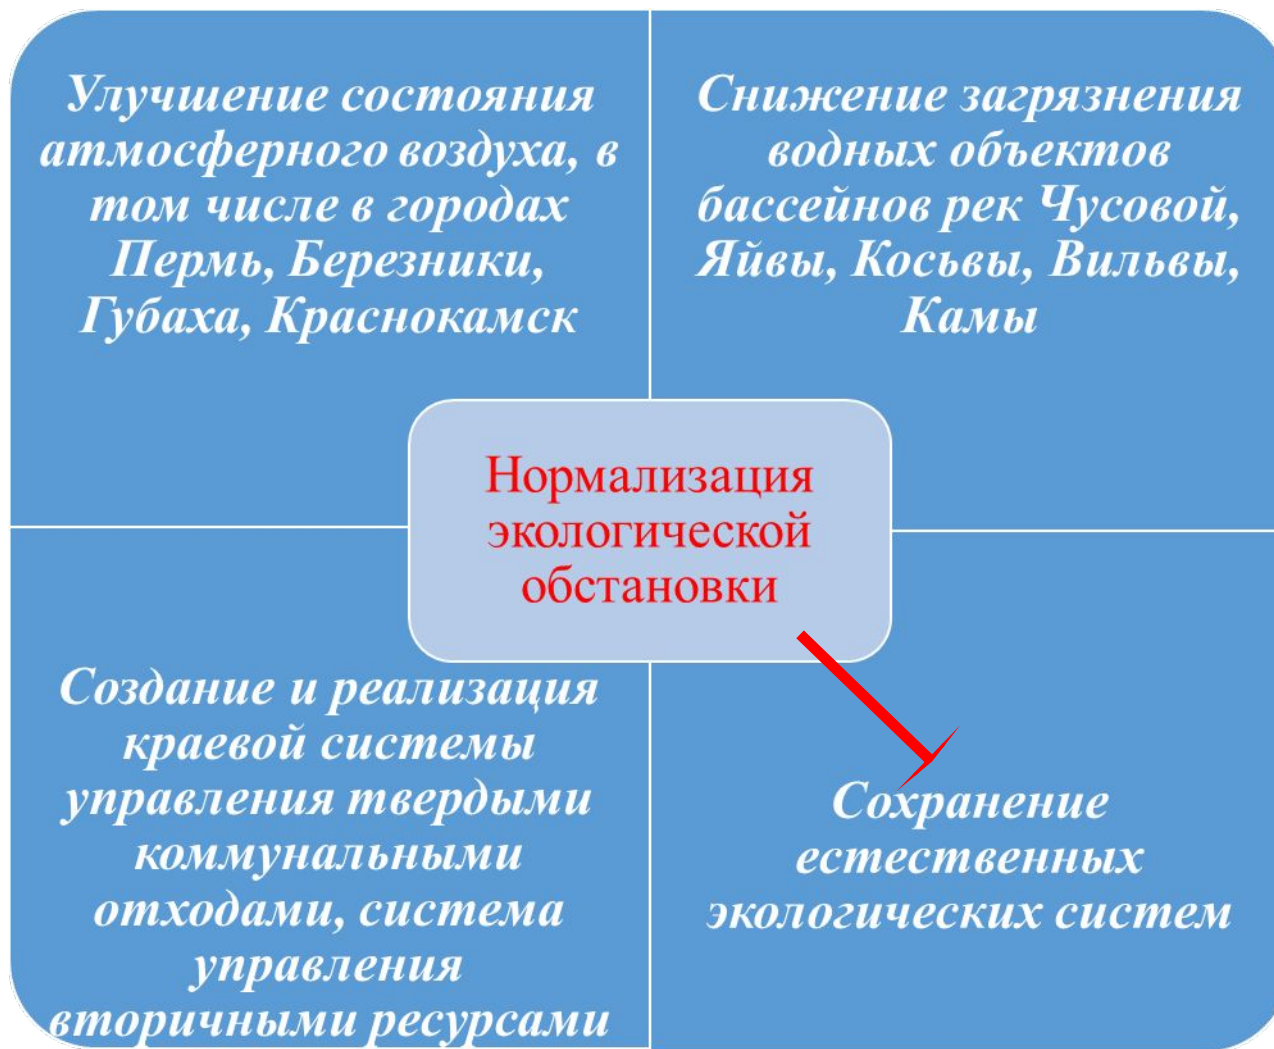 Улучшение состояния
атмосферного воздуха, в
том числе в городах
Пермь, Березники,
Губаха, Краснокамск
Снижение загрязнения
водных объектов
бассейнов рек Чусовой,
Яйвы, Косьвы, Вильвы,
Камы
Нормализация
экологической
обстановки
Создание и реализация
краевой системы
управления твердыми
коммунальными
отходами, система
управления
вторичными ресурсами
Сохранение
естественных
экологических систем